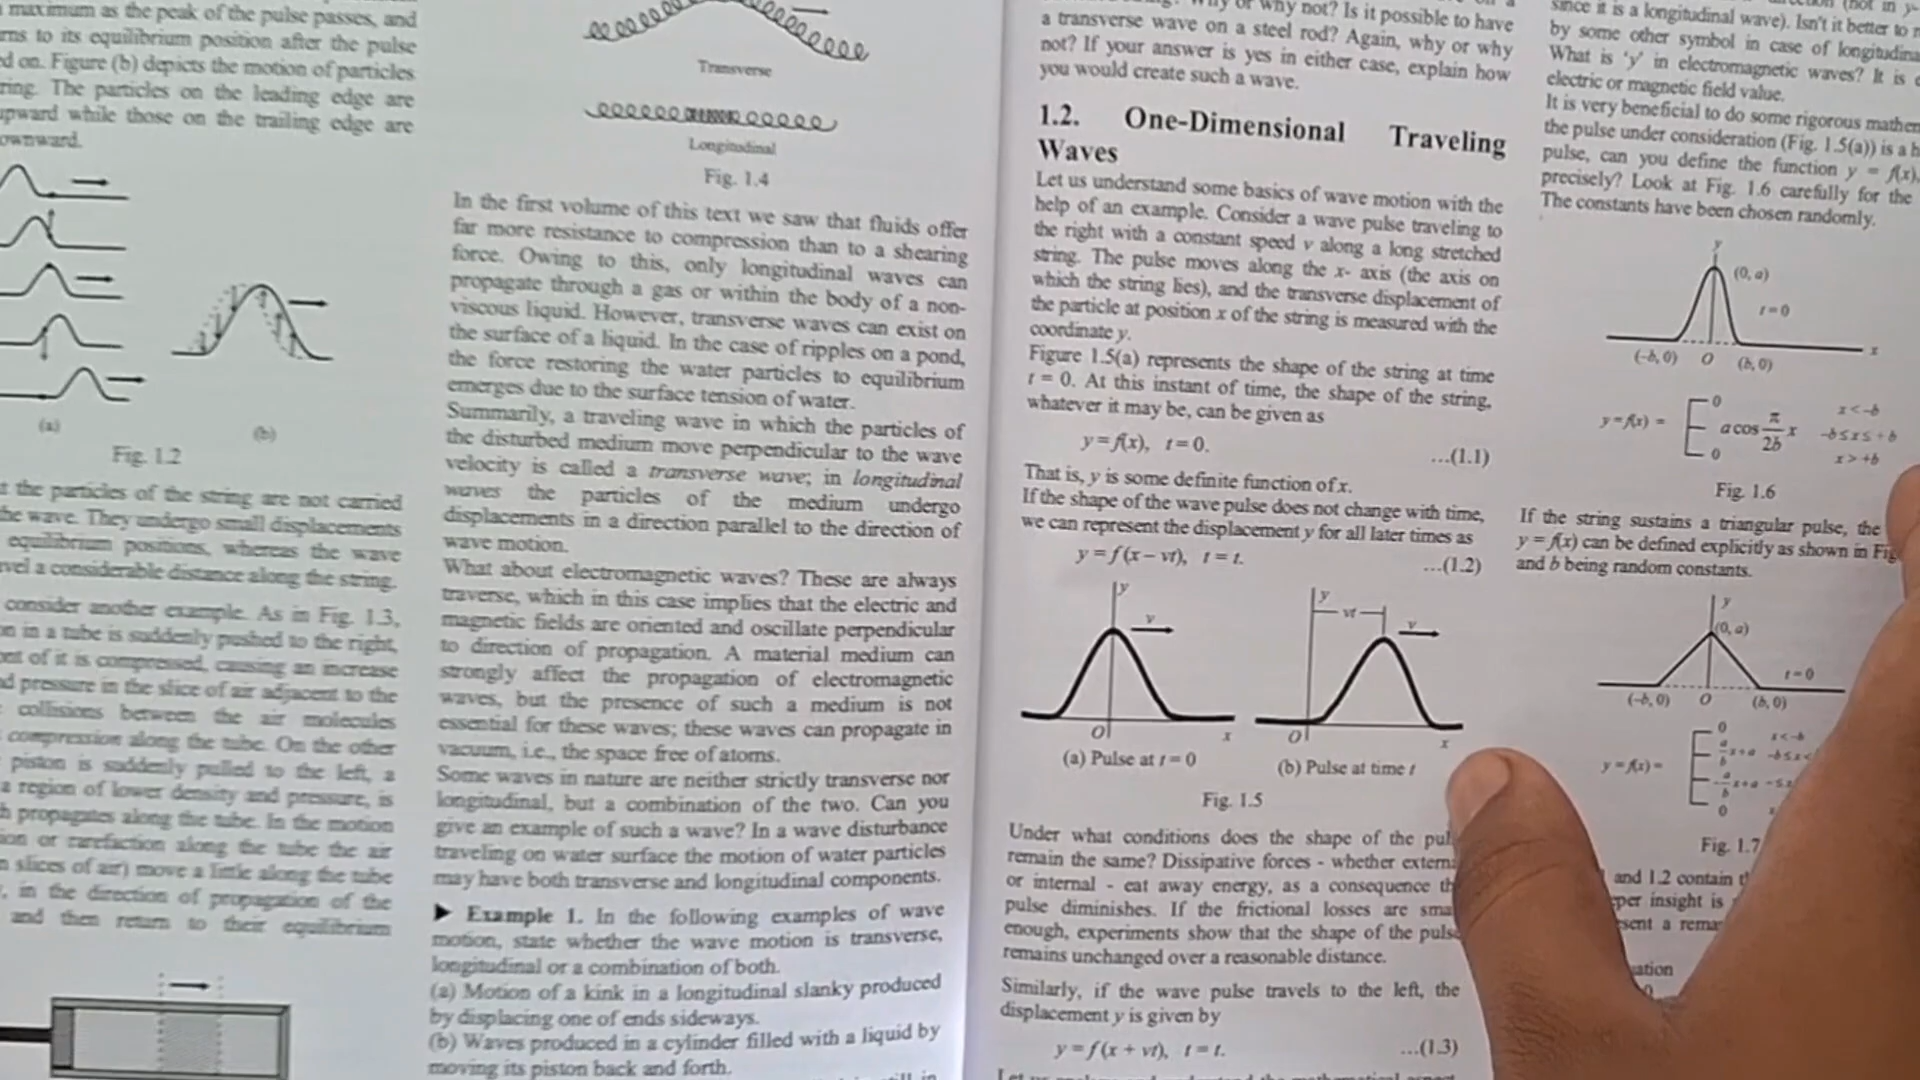 maximum as the peak of the pulse passes, and
rns to its equilibrium position after the pulse
d on. Figure (b) depicts the motion of particles
ring. The particles on the leading edge are
upward while those on the trailing edge are
ownward.
(a)
(b)
Fig. 1.2
t the particles of the string are not carried
he wave. They undergo small displacements
equilibrium positions, whereas the wave
vel a considerable distance along the string.
consider another example. As in Fig. 1.3,
on in a tube is suddenly pushed to the right,
ont of it is compressed, causing an increase
d pressure in the slice of air adjacent to the
collisions between the air molecules
compression along the tube. On the other
piston is suddenly pulled to the left, a
a region of lower density and pressure, is
h propagates along the tube. In the motion
ion or rarefaction along the tube the air
n slices of air) move a little along the tube
, in the direction of propagation of the
and then return to their equilibrium
Transverse
Longitudinal
Fig. 1.4
In the first volume of this text we saw that fluids offer
far more resistance to compression than to a shearing
force. Owing to this, only longitudinal waves can
propagate through a gas or within the body of a non-
viscous liquid. However, transverse waves can exist on
the surface of a liquid. In the case of ripples on a pond,
the force restoring the water particles to equilibrium
emerges due to the surface tension of water.
Summarily, a traveling wave in which the particles of
the disturbed medium move perpendicular to the wave
velocity is called a transverse wave; in longitudinal
waves the particles of the medium undergo
displacements in a direction parallel to the direction of
wave motion.
What about electromagnetic waves? These are always
traverse, which in this case implies that the electric and
magnetic fields are oriented and oscillate perpendicular
to direction of propagation. A material medium can
strongly affect the propagation of electromagnetic
waves, but the presence of such a medium is not
essential for these waves; these waves can propagate in
vacuum, i.e., the space free of atoms.
Some waves in nature are neither strictly transverse nor
longitudinal, but a combination of the two. Can you
give an example of such a wave? In a wave disturbance
traveling on water surface the motion of water particles
may have both transverse and longitudinal components.
▶ Example 1. In the following examples of wave
motion, state whether the wave motion is transverse,
longitudinal or a combination of both.
(a) Motion of a kink in a longitudinal slanky produced
by displacing one of ends sideways.
(b) Waves produced in a cylinder filled with a liquid by
moving its piston back and forth.
Why or why not? Is it possible to have
a transverse wave on a steel rod? Again, why or why
not? If your answer is yes in either case, explain how
you would create such a wave.
1.2. One-Dimensional Traveling
Waves
Let us understand some basics of wave motion with the
help of an example. Consider a wave pulse traveling to
the right with a constant speed v along a long stretched
string. The pulse moves along the x- axis (the axis on
which the string lies), and the transverse displacement of
the particle at position x of the string is measured with the
coordinate y.
Figure 1.5(a) represents the shape of the string at time
t = 0. At this instant of time, the shape of the string,
whatever it may be, can be given as
y = f(x), t = 0. ...(1.1)
That is, y is some definite function of x.
If the shape of the wave pulse does not change with time,
we can represent the displacement y for all later times as
y = f (x – vt), t = t. ...(1.2)
y
v
O
x
(a) Pulse at t = 0
y
vt
v
O
x
(b) Pulse at time t
Fig. 1.5
Under what conditions does the shape of the pul
remain the same? Dissipative forces - whether extern
or internal - eat away energy, as a consequence th
pulse diminishes. If the frictional losses are sma
enough, experiments show that the shape of the puls
remains unchanged over a reasonable distance.
Similarly, if the wave pulse travels to the left, the
displacement y is given by
y = f (x + vt), t = t. ...(1.3)
since it is a longitudinal wave). Isn't it better to
by some other symbol in case of longitudina
What is 'y' in electromagnetic waves? It is
electric or magnetic field value.
It is very beneficial to do some rigorous mathem
the pulse under consideration (Fig. 1.5(a)) is a h
pulse, can you define the function y = f(x),
precisely? Look at Fig. 1.6 carefully for the
The constants have been chosen randomly.
y
(0, a)
t = 0
x
(-b, 0) O (b, 0)
y = f(x) =
0 x < -b
a cos π/2b x -b ≤ x ≤ +b
0 x > +b
Fig. 1.6
If the string sustains a triangular pulse, the
y = f(x) can be defined explicitly as shown in Fig
and b being random constants.
y
(0, a)
t = 0
(-b, 0) O (b, 0)
y = f(x) =
0 x < -b
a/b x + a
0
Fig. 1.7
and 1.2 contain
per insight is
sent a rema